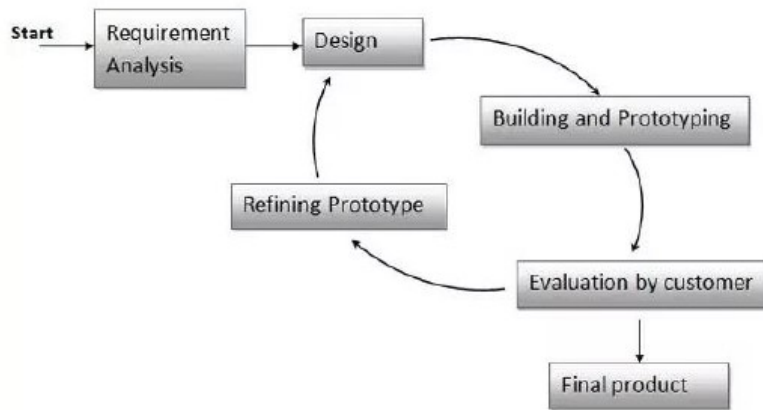 Start
Requirement
Analysis
Design
Building and Prototyping
Refining Prototype
Evaluation by customer
Final product